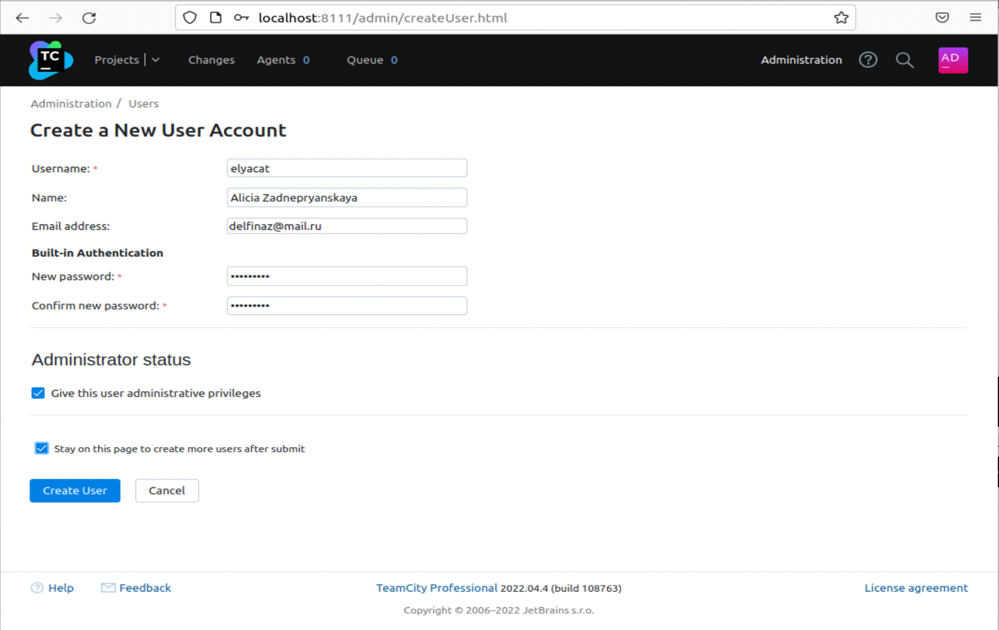 localhost:8111/admin/createUser.html
TC Projects Changes Agents 0 Queue 0 Administration AD
Administration / Users
Create a New User Account
Username: * elyacat
Name: Alicia Zadnepryanskaya
Email address: delfinaz@mail.ru
Built-in Authentication
New password: * •••••••••
Confirm new password: * •••••••••
Administrator status
Give this user administrative privileges
Stay on this page to create more users after submit
Create User Cancel
Help Feedback TeamCity Professional 2022.04.4 (build 108763) License agreement
Copyright © 2006–2022 JetBrains s.r.o.